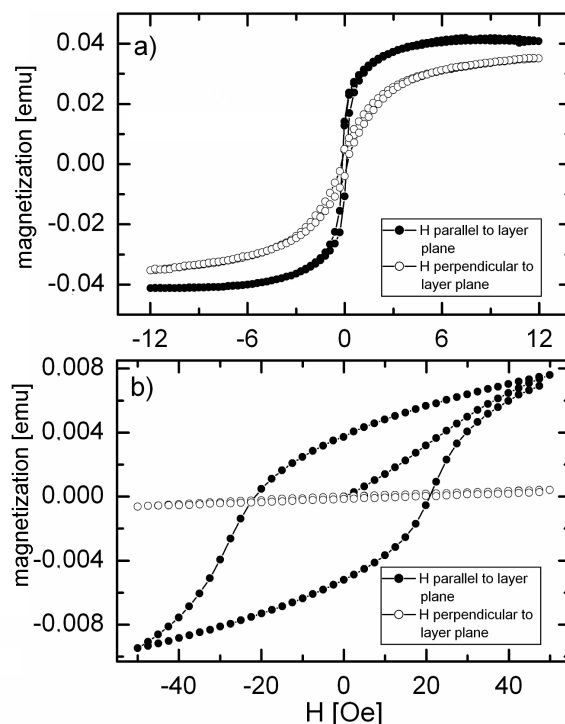 a)
magnetization [emu]
0.04
0.02
0.00
-0.02
-0.04
H parallel to layer
plane
H perpendicular to
layer plane
-12
-6
0
6
12
b)
magnetization [emu]
0.008
0.004
0.000
-0.004
-0.008
H parallel to layer
plane
H perpendicular to
layer plane
-40
-20
0
20
40
H [Oe]